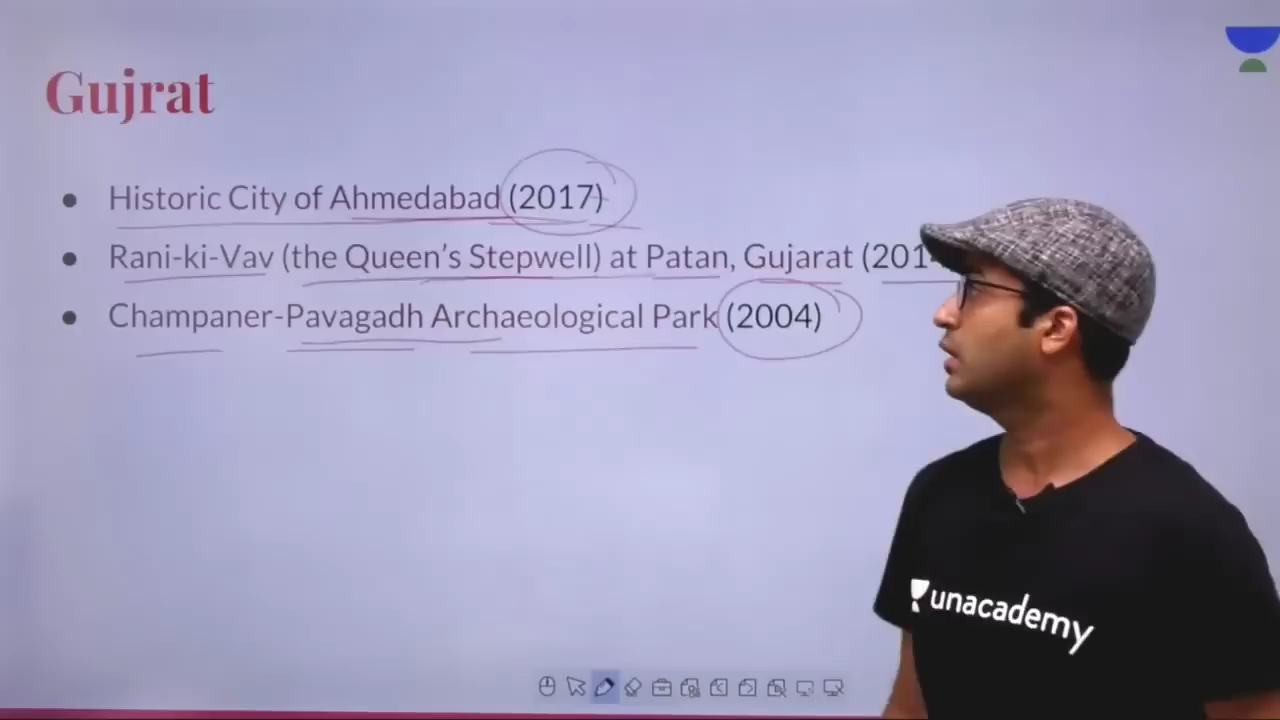 Gujrat
• Historic City of Ahmedabad (2017)
• Rani-ki-Vav (the Queen's Stepwell) at Patan, Gujarat
• Champaner-Pavagadh Archaeological Park (2004)
unacademy